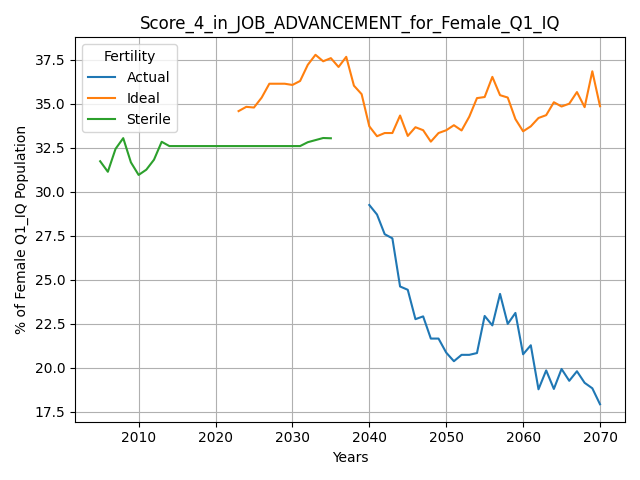 Score_4_in_JOB_ADVANCEMENT_for_Female_Q1_IQ
Fertility
Actual
Ideal
Sterile
% of Female Q1_IQ Population
37.5
35.0
32.5
30.0
27.5
25.0
22.5
20.0
17.5
2010 2020 2030 2040 2050 2060 2070
Years